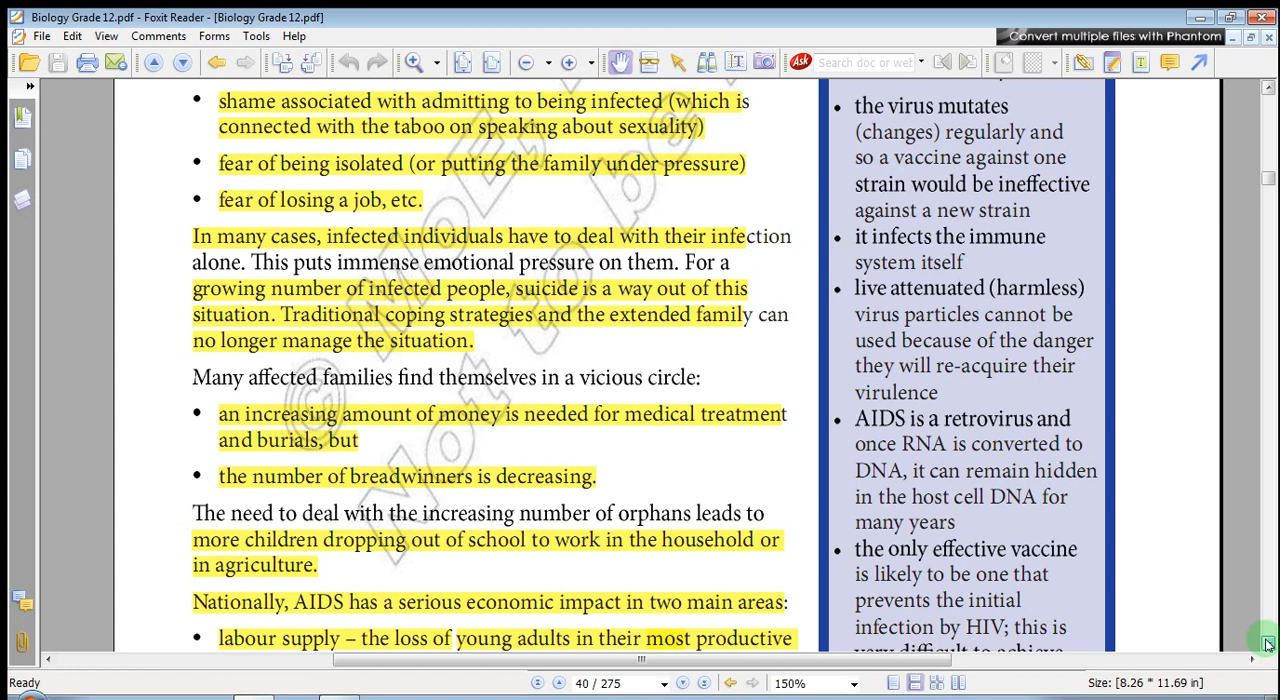 Biology Grade 12.pdf - Foxit Reader - [Biology Grade 12.pdf]
File Edit View Comments Forms Tools Help
Convert multiple files with Phantom
Ask Search doc or web
• shame associated with admitting to being infected (which is
connected with the taboo on speaking about sexuality)
• fear of being isolated (or putting the family under pressure)
• fear of losing a job, etc.
In many cases, infected individuals have to deal with their infection
alone. This puts immense emotional pressure on them. For a
growing number of infected people, suicide is a way out of this
situation. Traditional coping strategies and the extended family can
no longer manage the situation.
Many affected families find themselves in a vicious circle:
• an increasing amount of money is needed for medical treatment
and burials, but
• the number of breadwinners is decreasing.
The need to deal with the increasing number of orphans leads to
more children dropping out of school to work in the household or
in agriculture.
Nationally, AIDS has a serious economic impact in two main areas:
• labour supply – the loss of young adults in their most productive
• the virus mutates
(changes) regularly and
so a vaccine against one
strain would be ineffective
against a new strain
• it infects the immune
system itself
• live attenuated (harmless)
virus particles cannot be
used because of the danger
they will re-acquire their
virulence
• AIDS is a retrovirus and
once RNA is converted to
DNA, it can remain hidden
in the host cell DNA for
many years
• the only effective vaccine
is likely to be one that
prevents the initial
infection by HIV; this is
very difficult to achieve
© MOE,
Not to be
Ready
40 / 275
150%
Size: [8.26 * 11.69 in]